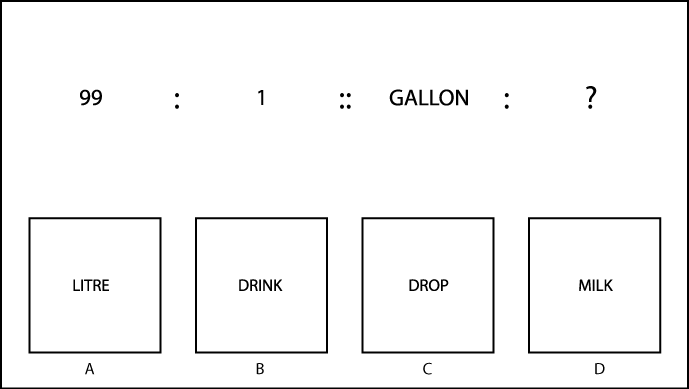 99 : 1 :: GALLON : ?
LITRE DRINK DROP MILK
A B C D